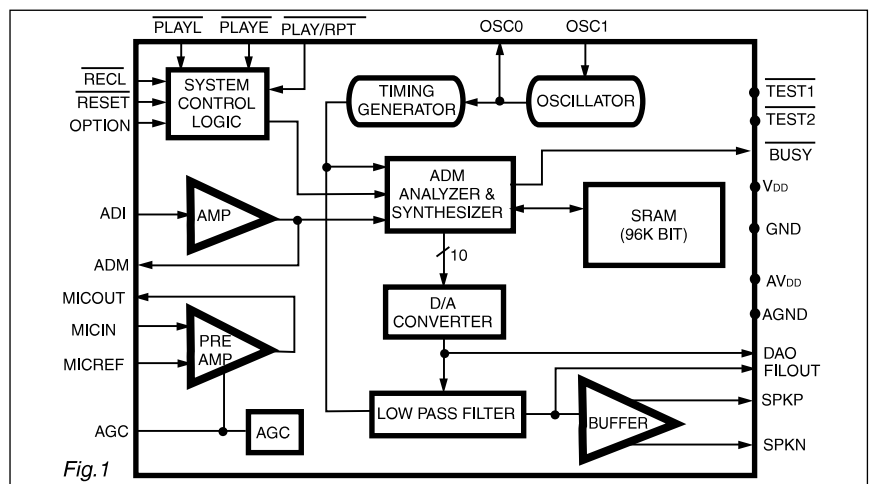 PLAYL
PLAYE
PLAY/RPT
OSC0
OSC1
RECL
RESET
OPTION
SYSTEM
CONTROL
LOGIC
TIMING
GENERATOR
OSCILLATOR
TEST1
TEST2
BUSY
ADM
ANALYZER &
SYNTHESIZER
SRAM
(96K BIT)
VDD
GND
AVDD
AGND
ADI
AMP
ADM
10
D/A
CONVERTER
MICOUT
MICIN
MICREF
PRE
AMP
DAO
FILOUT
LOW PASS FILTER
BUFFER
SPKP
SPKN
AGC
AGC
Fig.1